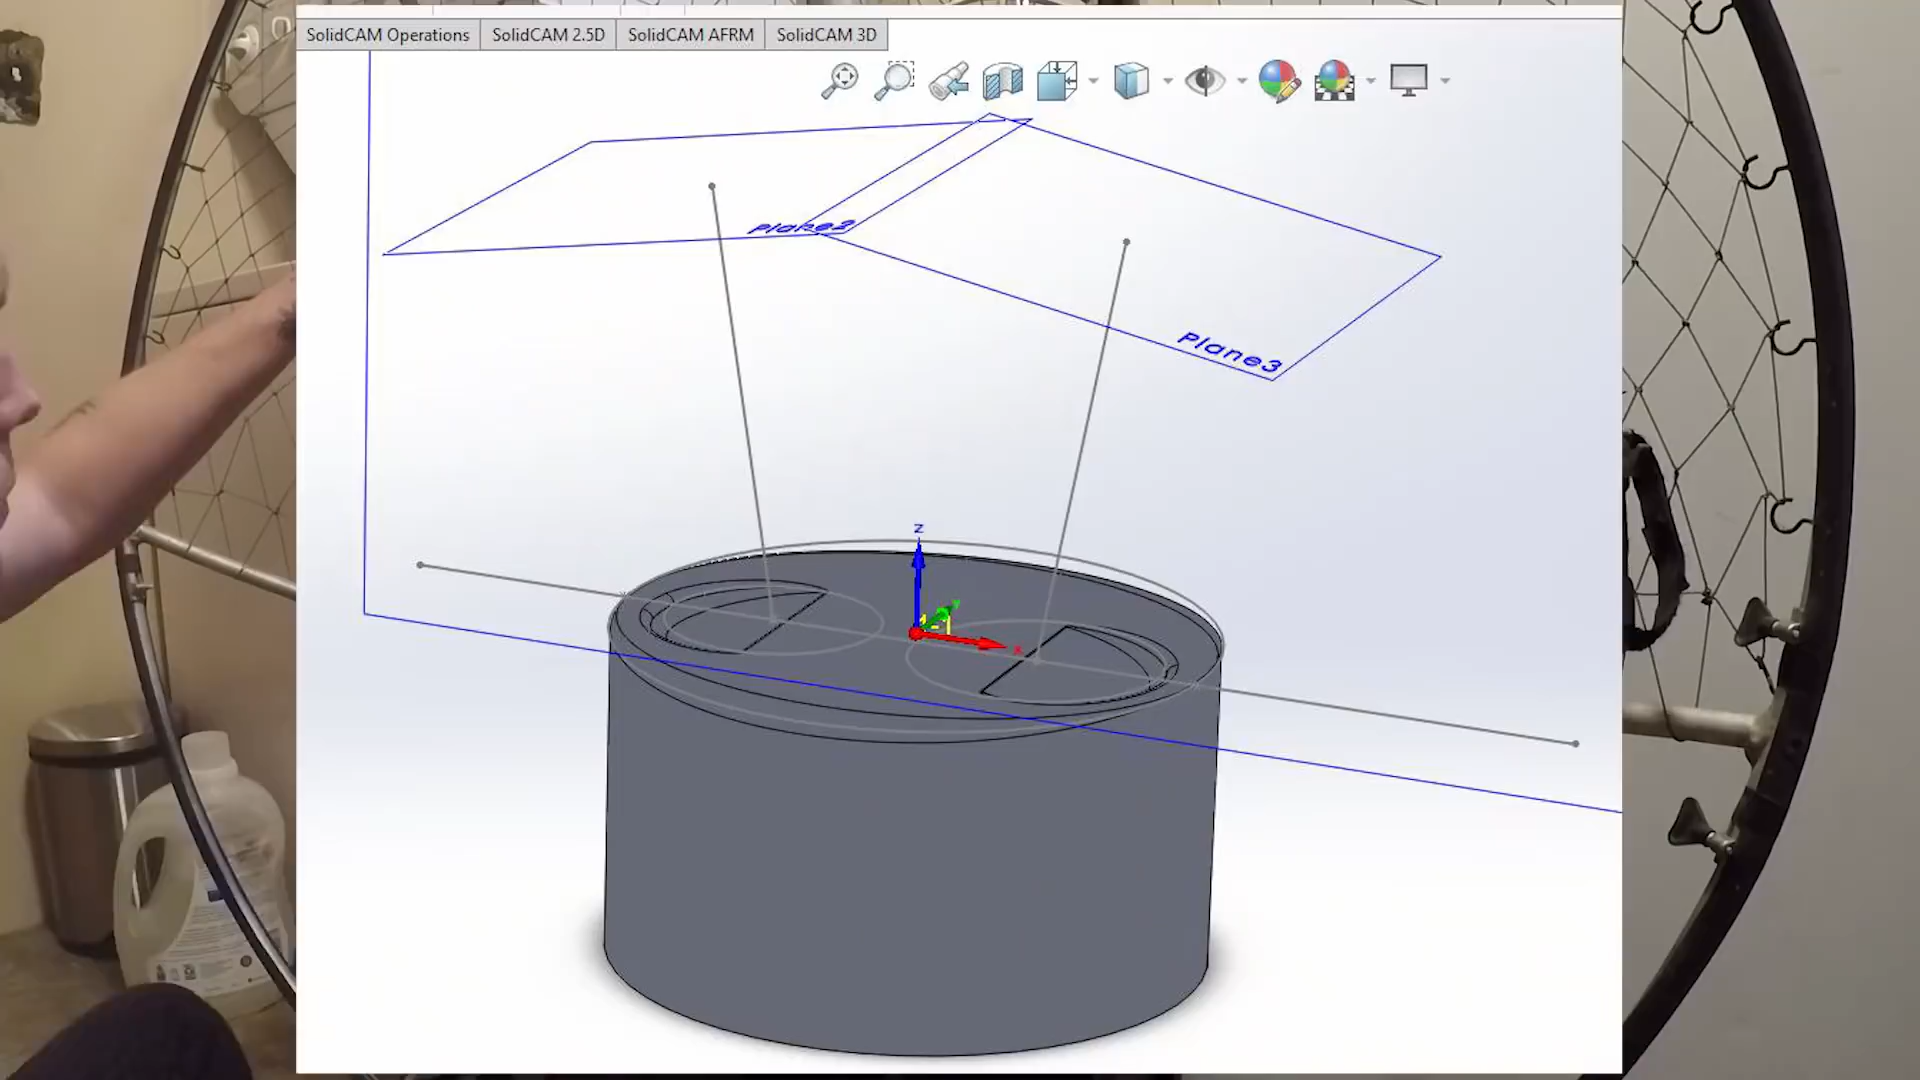 SolidCAM Operations
SolidCAM 2.5D
SolidCAM AFRM
SolidCAM 3D
Plane2
Plane3
z
y
x